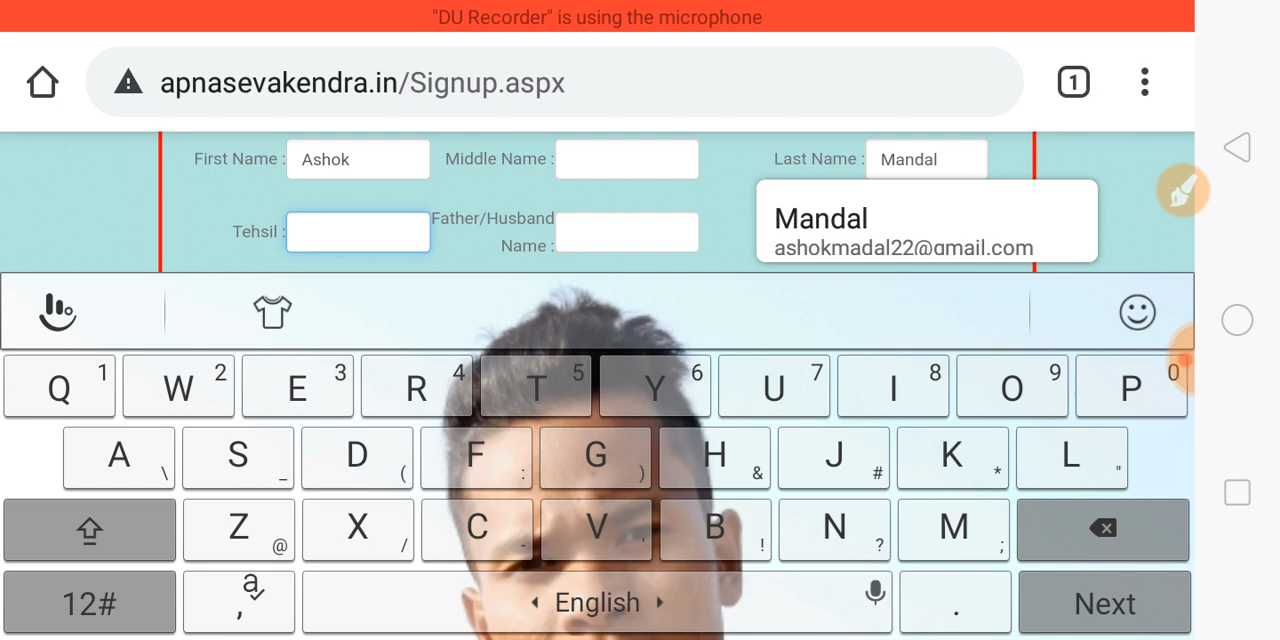 "DU Recorder" is using the microphone
apnasevakendra.in/Signup.aspx
1
First Name : Ashok Middle Name : Last Name : Mandal
Tehsil : Father/Husband Name :
Mandal
ashokmadal22@gmail.com
Q 1 W 2 E 3 R 4 T 5 Y 6 U 7 I 8 O 9 P 0
A \ S _ D ( F : G ) H & J # K * L "
Z @ X / C - V ' B ! N ? M ;
12# a , English . Next